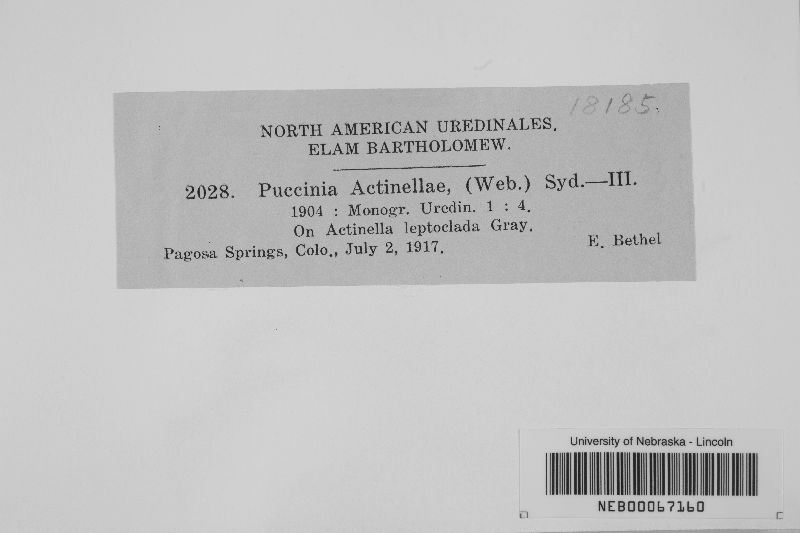 18185.
NORTH AMERICAN UREDINALES.
ELAM BARTHOLOMEW.
2028. Puccinia Actinellae, (Web.) Syd.—III.
1904 : Monogr. Uredin. 1 : 4.
On Actinella leptoclada Gray.
Pagosa Springs, Colo., July 2, 1917. E. Bethel
University of Nebraska - Lincoln
NEB00067160